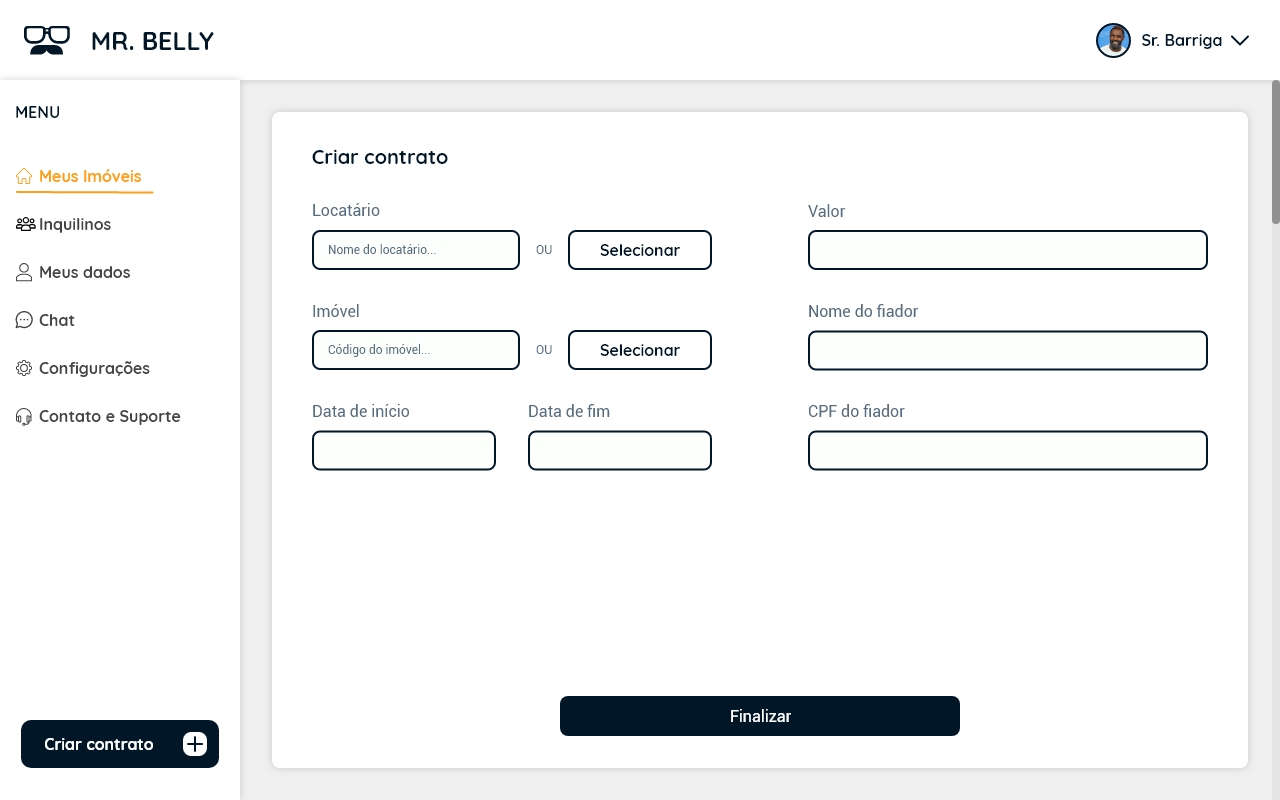 MR. BELLY
Sr. Barriga
MENU
Meus Imóveis
Inquilinos
Meus dados
Chat
Configurações
Contato e Suporte
Criar contrato
Criar contrato
Locatário
Nome do locatário...
OU
Selecionar
Valor
Imóvel
Código do imóvel...
OU
Selecionar
Nome do fiador
Data de início
Data de fim
CPF do fiador
Finalizar